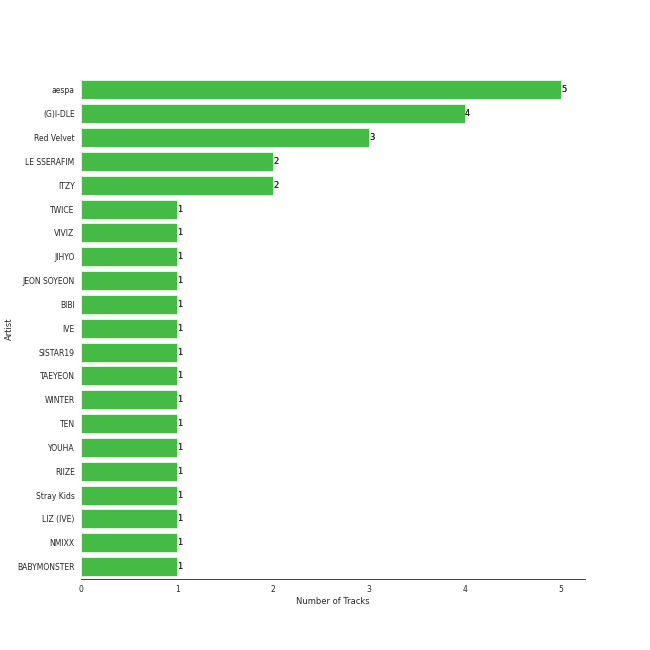 aespa 5
(G)I-DLE 4
Red Velvet 3
LE SSERAFIM 2
ITZY 2
TWICE 1
VIVIZ 1
JIHYO 1
JEON SOYEON 1
BIBI 1
IVE 1
SISTAR19 1
TAEYEON 1
WINTER 1
TEN 1
YOUHA 1
RIIZE 1
Stray Kids 1
LIZ (IVE) 1
NMIXX 1
BABYMONSTER 1
Artist
0 1 2 3 4 5
Number of Tracks